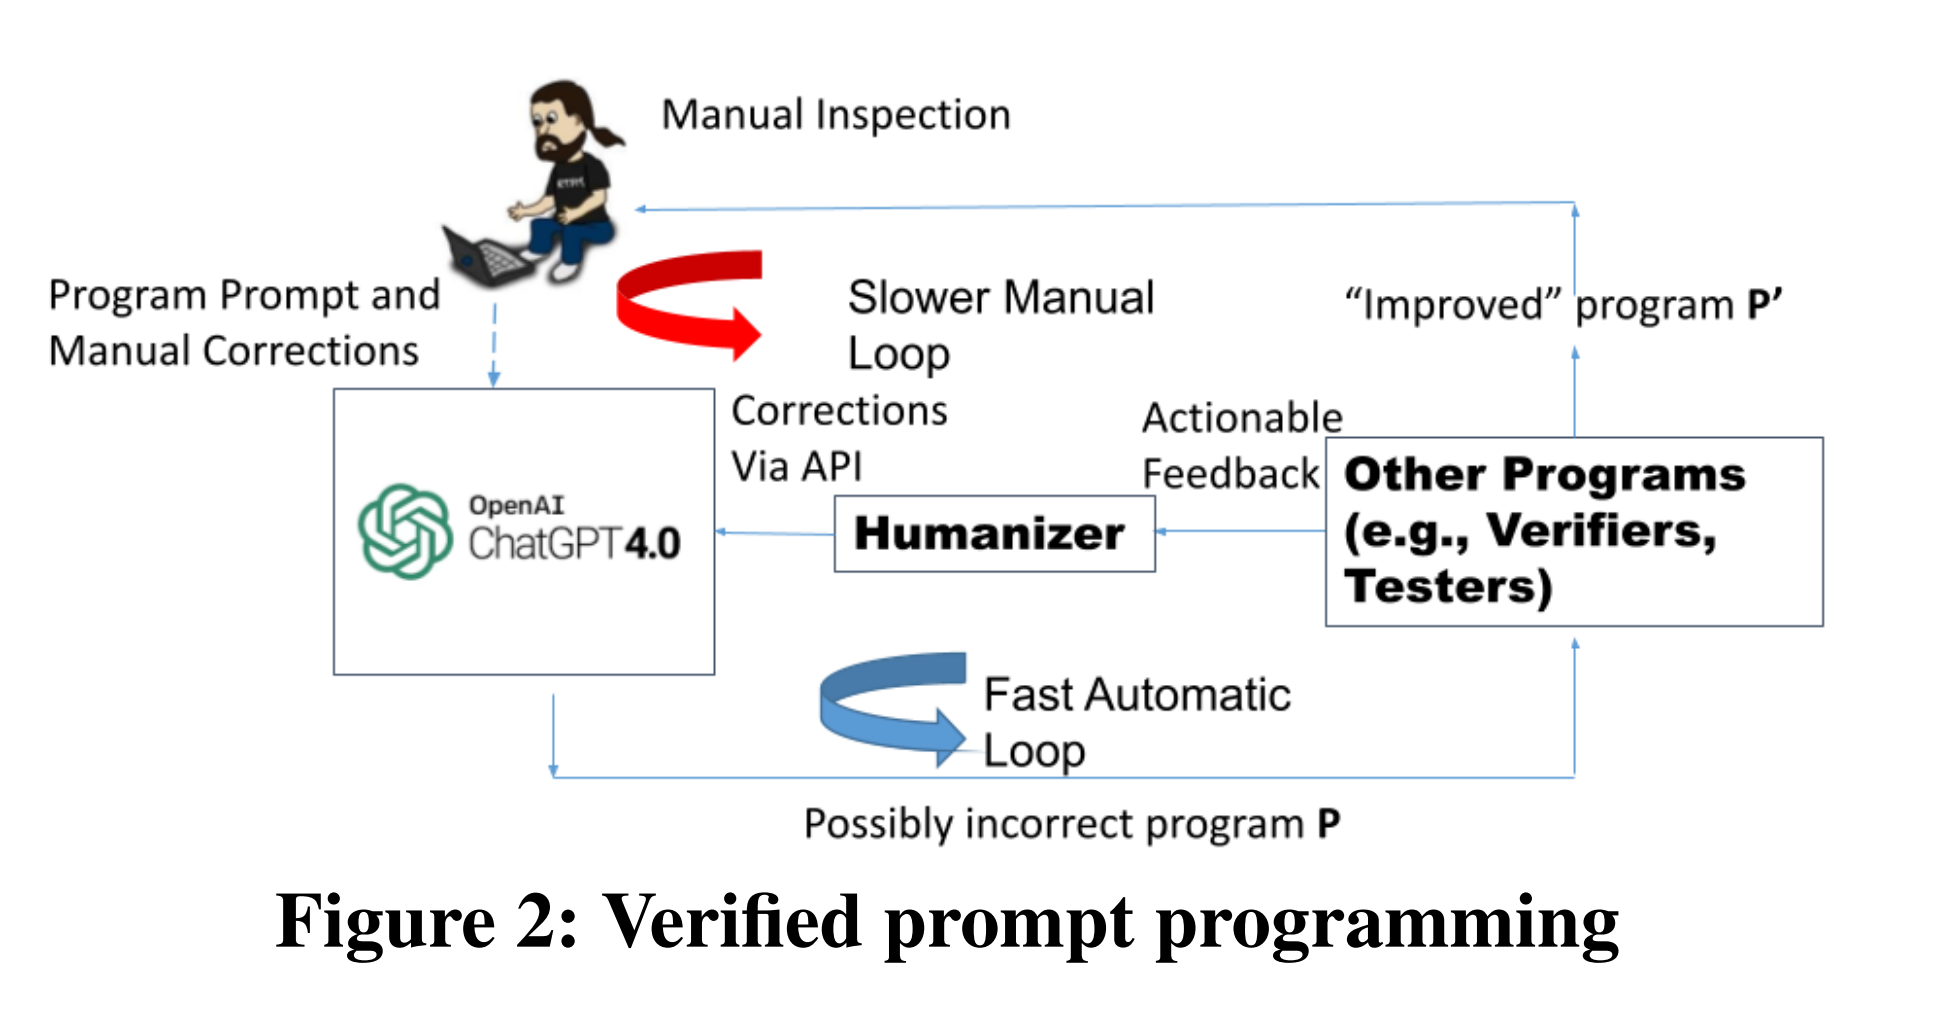 Manual Inspection
Program Prompt and
Manual Corrections
Slower Manual
Loop
“Improved” program P’
Corrections
Via API
Actionable
Feedback
OpenAI
ChatGPT4.0
Humanizer
Other Programs
(e.g., Verifiers,
Testers)
Fast Automatic
Loop
Possibly incorrect program P
Figure 2: Verified prompt programming